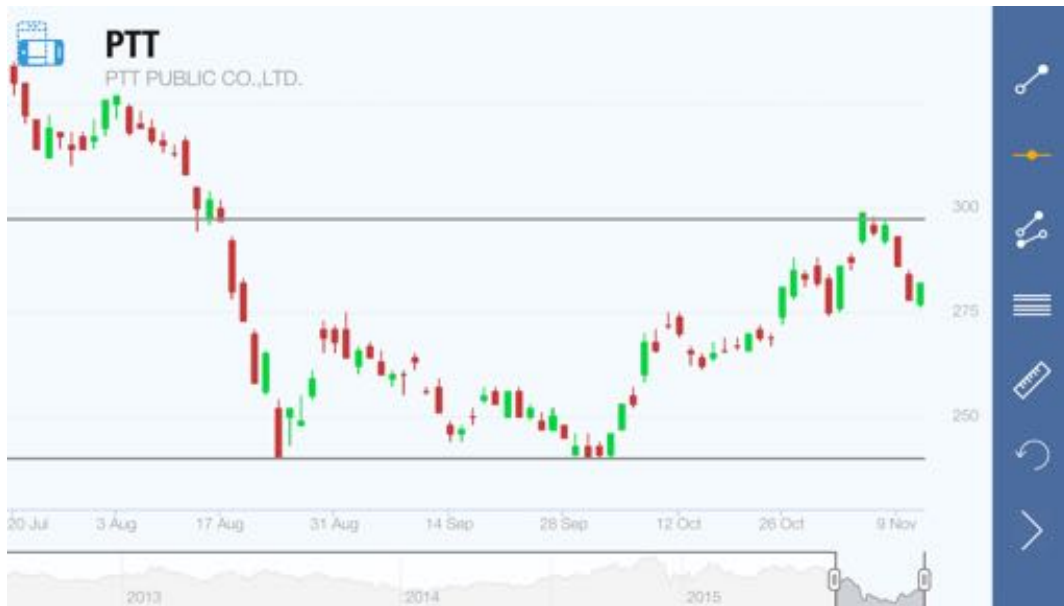 PTT
PTT PUBLIC CO.,LTD.
300
275
250
20 Jul 3 Aug 17 Aug 31 Aug 14 Sep 28 Sep 12 Oct 26 Oct 9 Nov
2013 2014 2015